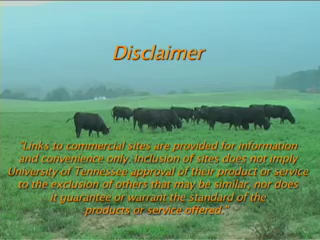 Disclaimer
"Links to commercial sites are provided for information
and convenience only. Inclusion of sites does not imply
University of Tennessee approval of their product or service
to the exclusion of others that may be similar, nor does
it guarantee or warrant the standard of the
products or service offered."